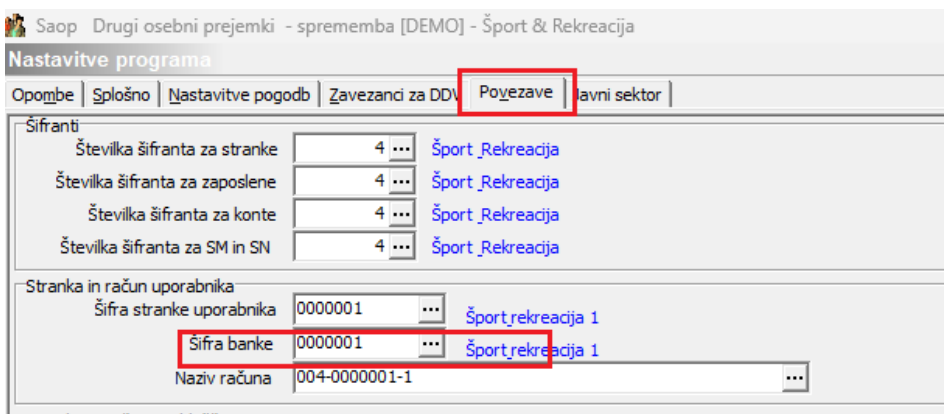 Saop Drugi osebni prejemki - sprememba [DEMO] - Šport & Rekreacija
Nastavitve programa
Opombe Splošno Nastavitve pogodb Zavezanci za DDV Povezave Javni sektor
Šifranti
Številka šifranta za stranke 4 ... Šport_Rekreacija
Številka šifranta za zaposlene 4 ... Šport_Rekreacija
Številka šifranta za konte 4 ... Šport_Rekreacija
Številka šifranta za SM in SN 4 ... Šport_Rekreacija
Stranka in račun uporabnika
Šifra stranke uporabnika 0000001 ... Šport rekreacija 1
Šifra banke 0000001 ... Šport rekreacija 1
Naziv računa 004-0000001-1 ...